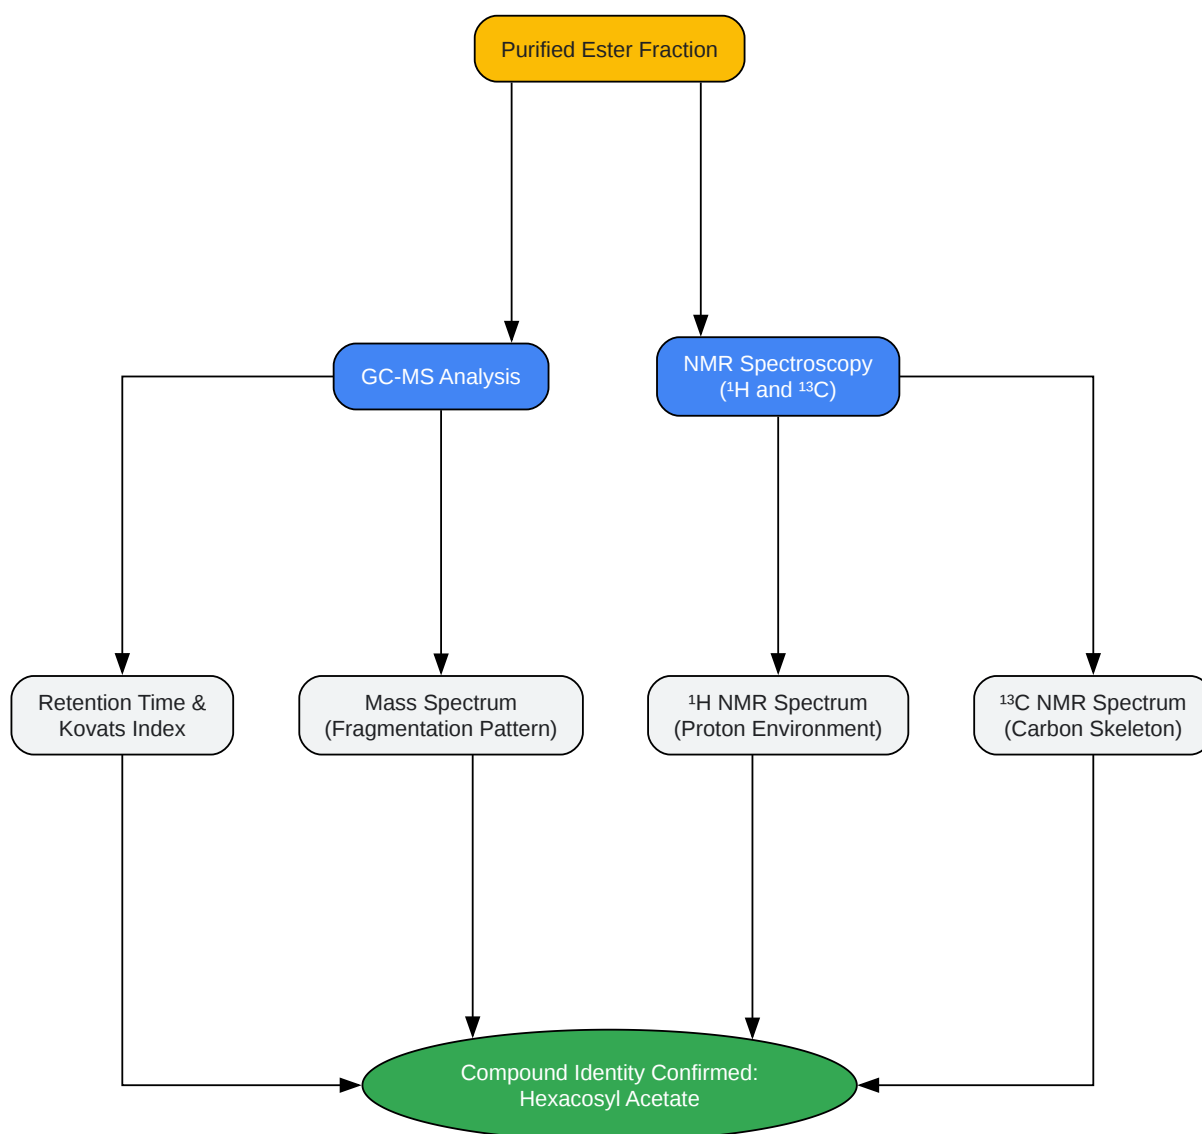 Purified Ester Fraction
GC-MS Analysis
NMR Spectroscopy
(¹H and ¹³C)
Retention Time &
Kovats Index
Mass Spectrum
(Fragmentation Pattern)
¹H NMR Spectrum
(Proton Environment)
¹³C NMR Spectrum
(Carbon Skeleton)
Compound Identity Confirmed:
Hexacosyl Acetate